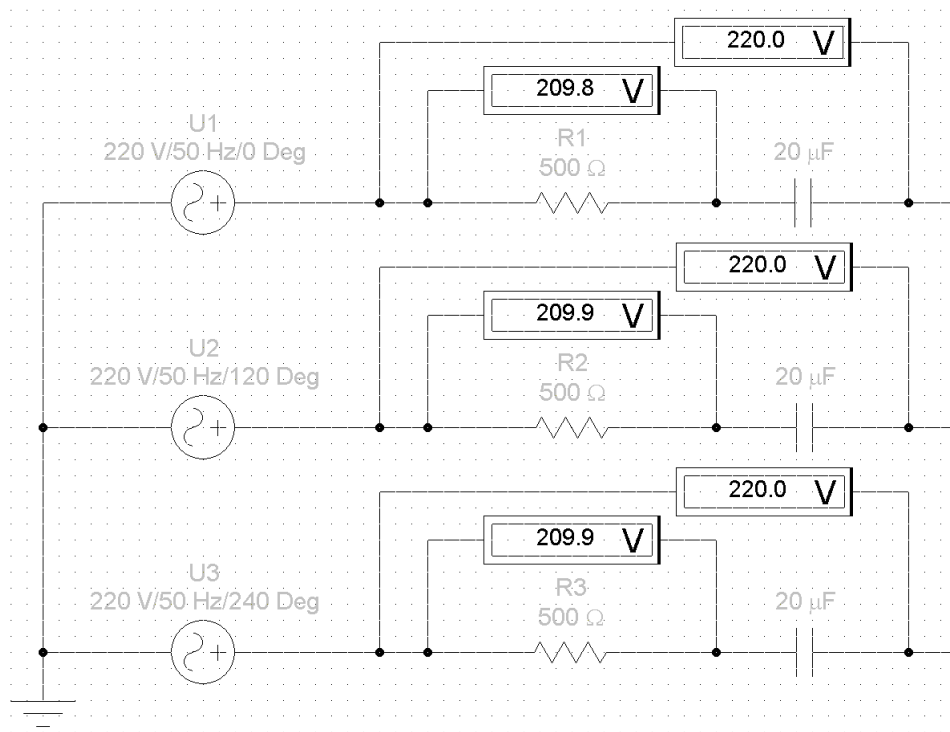 220.0 V
209.8 V
U1
220 V/50 Hz/0 Deg
R1
500 Ω
20 µF
220.0 V
209.9 V
U2
220 V/50 Hz/120 Deg
R2
500 Ω
20 µF
220.0 V
209.9 V
U3
220 V/50 Hz/240 Deg
R3
500 Ω
20 µF